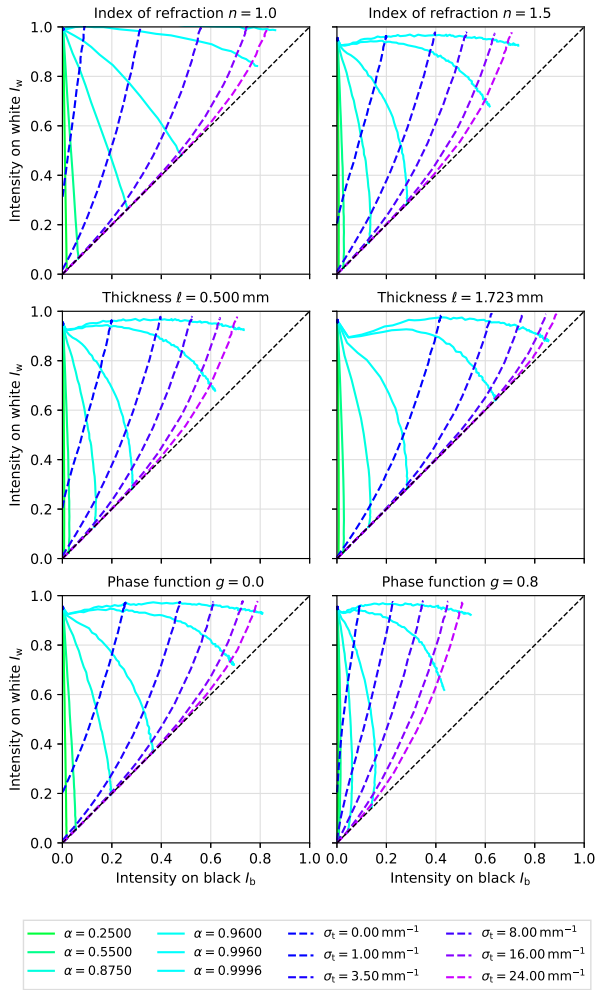 Index of refraction n = 1.0
Index of refraction n = 1.5
Intensity on white I_w
1.0
0.8
0.6
0.4
0.2
0.0
Thickness ℓ = 0.500 mm
Thickness ℓ = 1.723 mm
Intensity on white I_w
1.0
0.8
0.6
0.4
0.2
0.0
Phase function g = 0.0
Phase function g = 0.8
Intensity on white I_w
1.0
0.8
0.6
0.4
0.2
0.0
0.0 0.2 0.4 0.6 0.8 1.0
0.0 0.2 0.4 0.6 0.8 1.0
Intensity on black I_b
Intensity on black I_b
α = 0.2500
α = 0.5500
α = 0.8750
α = 0.9600
α = 0.9960
α = 0.9996
σ_t = 0.00 mm⁻¹
σ_t = 1.00 mm⁻¹
σ_t = 3.50 mm⁻¹
σ_t = 8.00 mm⁻¹
σ_t = 16.00 mm⁻¹
σ_t = 24.00 mm⁻¹